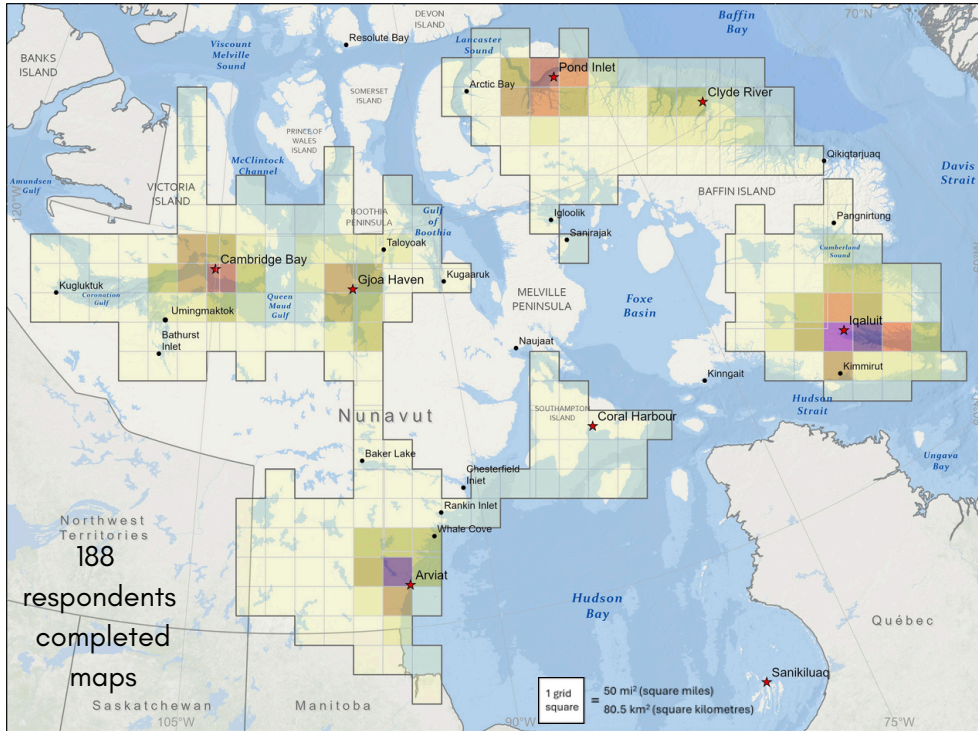 BANKS
ISLAND
Viscount
Melville
Sound
Resolute Bay
DEVON
ISLAND
Lancaster
Sound
Baffin
Bay
70°N
SOMERSET
ISLAND
Arctic Bay
Pond Inlet
Clyde River
PRINCE OF
WALES
ISLAND
Amundsen
Gulf
120°W
VICTORIA
ISLAND
McClintock
Channel
BOOTHIA
PENINSULA
Gulf
of
Boothia
Igloolik
Sanirajak
BAFFIN ISLAND
Qikiqtarjuaq
Davis
Strait
Pangnirtung
Cumberland
Sound
Taloyoak
Kugaaruk
Cambridge Bay
Gjoa Haven
Kugluktuk
Coronation
Gulf
Queen
Maud
Gulf
Umingmaktok
Bathurst
Inlet
MELVILLE
PENINSULA
Foxe
Basin
Naujaat
Iqaluit
Kimmirut
Kinngait
Hudson
Strait
Nunavut
SOUTHAMPTON
ISLAND
Coral Harbour
Ungava
Bay
Baker Lake
Chesterfield
Inlet
Rankin Inlet
Whale Cove
Arviat
Northwest
Territories
188
respondents
completed
maps
Hudson
Bay
Québec
Sanikiluaq
Saskatchewan
Manitoba
105°W
90°W
75°W
1 grid
square
= 50 mi² (square miles)
80.5 km² (square kilometres)